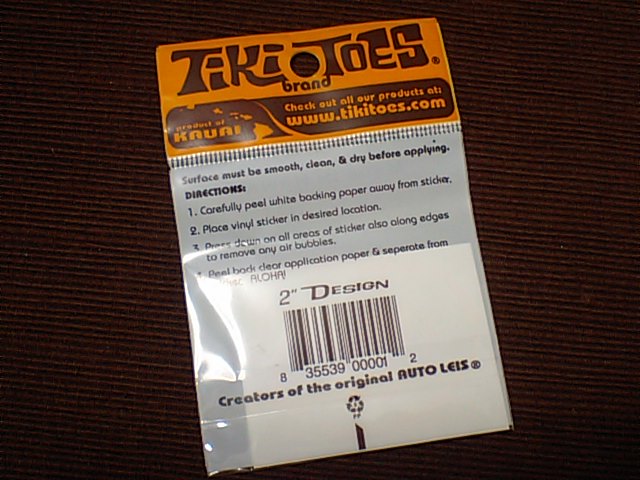 TIKI TOES®
brand
product of
KAUAI
Check out all our products at:
www.tikitoes.com
Surface must be smooth, clean, & dry before applying.
DIRECTIONS:
1. Carefully peel white backing paper away from sticker.
2. Place vinyl sticker in desired location.
3. Press down on all areas of sticker also along edges
to remove any air bubbles.
4. Peel back clear application paper & seperate from
ALOHA!
2" DESIGN
8 35539 00001 2
Creators of the original AUTO LEIS®
PP